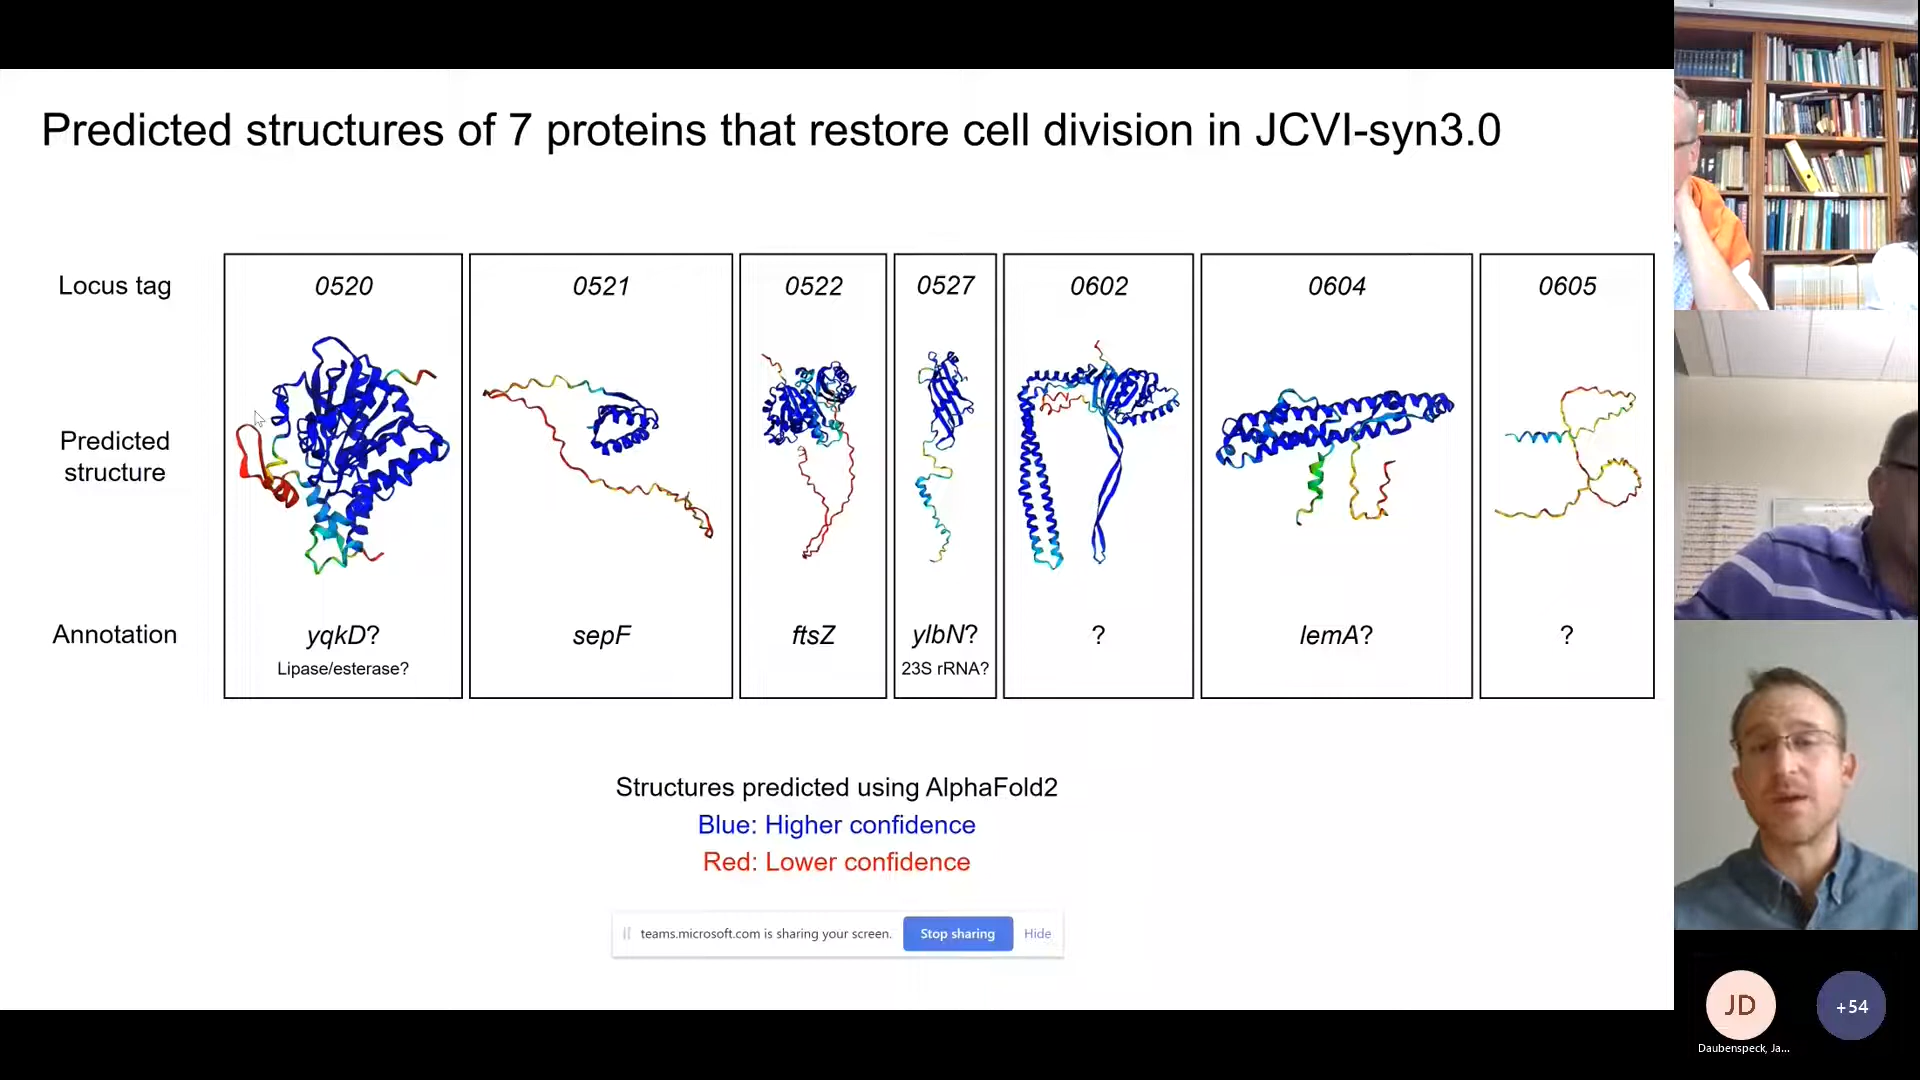 Predicted structures of 7 proteins that restore cell division in JCVI-syn3.0
Locus tag
0520
0521
0522
0527
0602
0604
0605
Predicted
structure
Annotation
yqkD?
sepF
ftsZ
ylbN?
?
lemA?
?
Lipase/esterase?
23S rRNA?
Structures predicted using AlphaFold2
Blue: Higher confidence
Red: Lower confidence
teams.microsoft.com is sharing your screen.
Stop sharing
Hide
JD
+54
Daubenspeck, Ja...